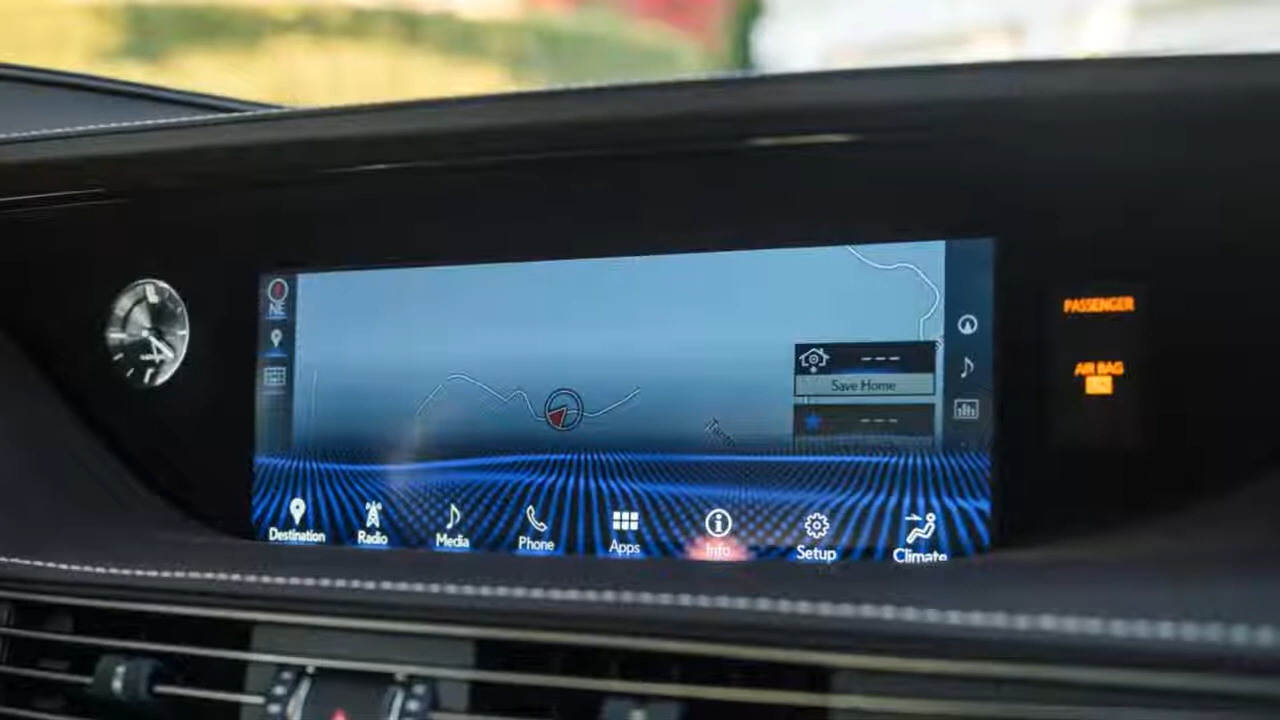 NE
PASSENGER
AIR BAG
---
Save Home
---
Destination
Radio
Media
Phone
Apps
Info
Setup
Climate